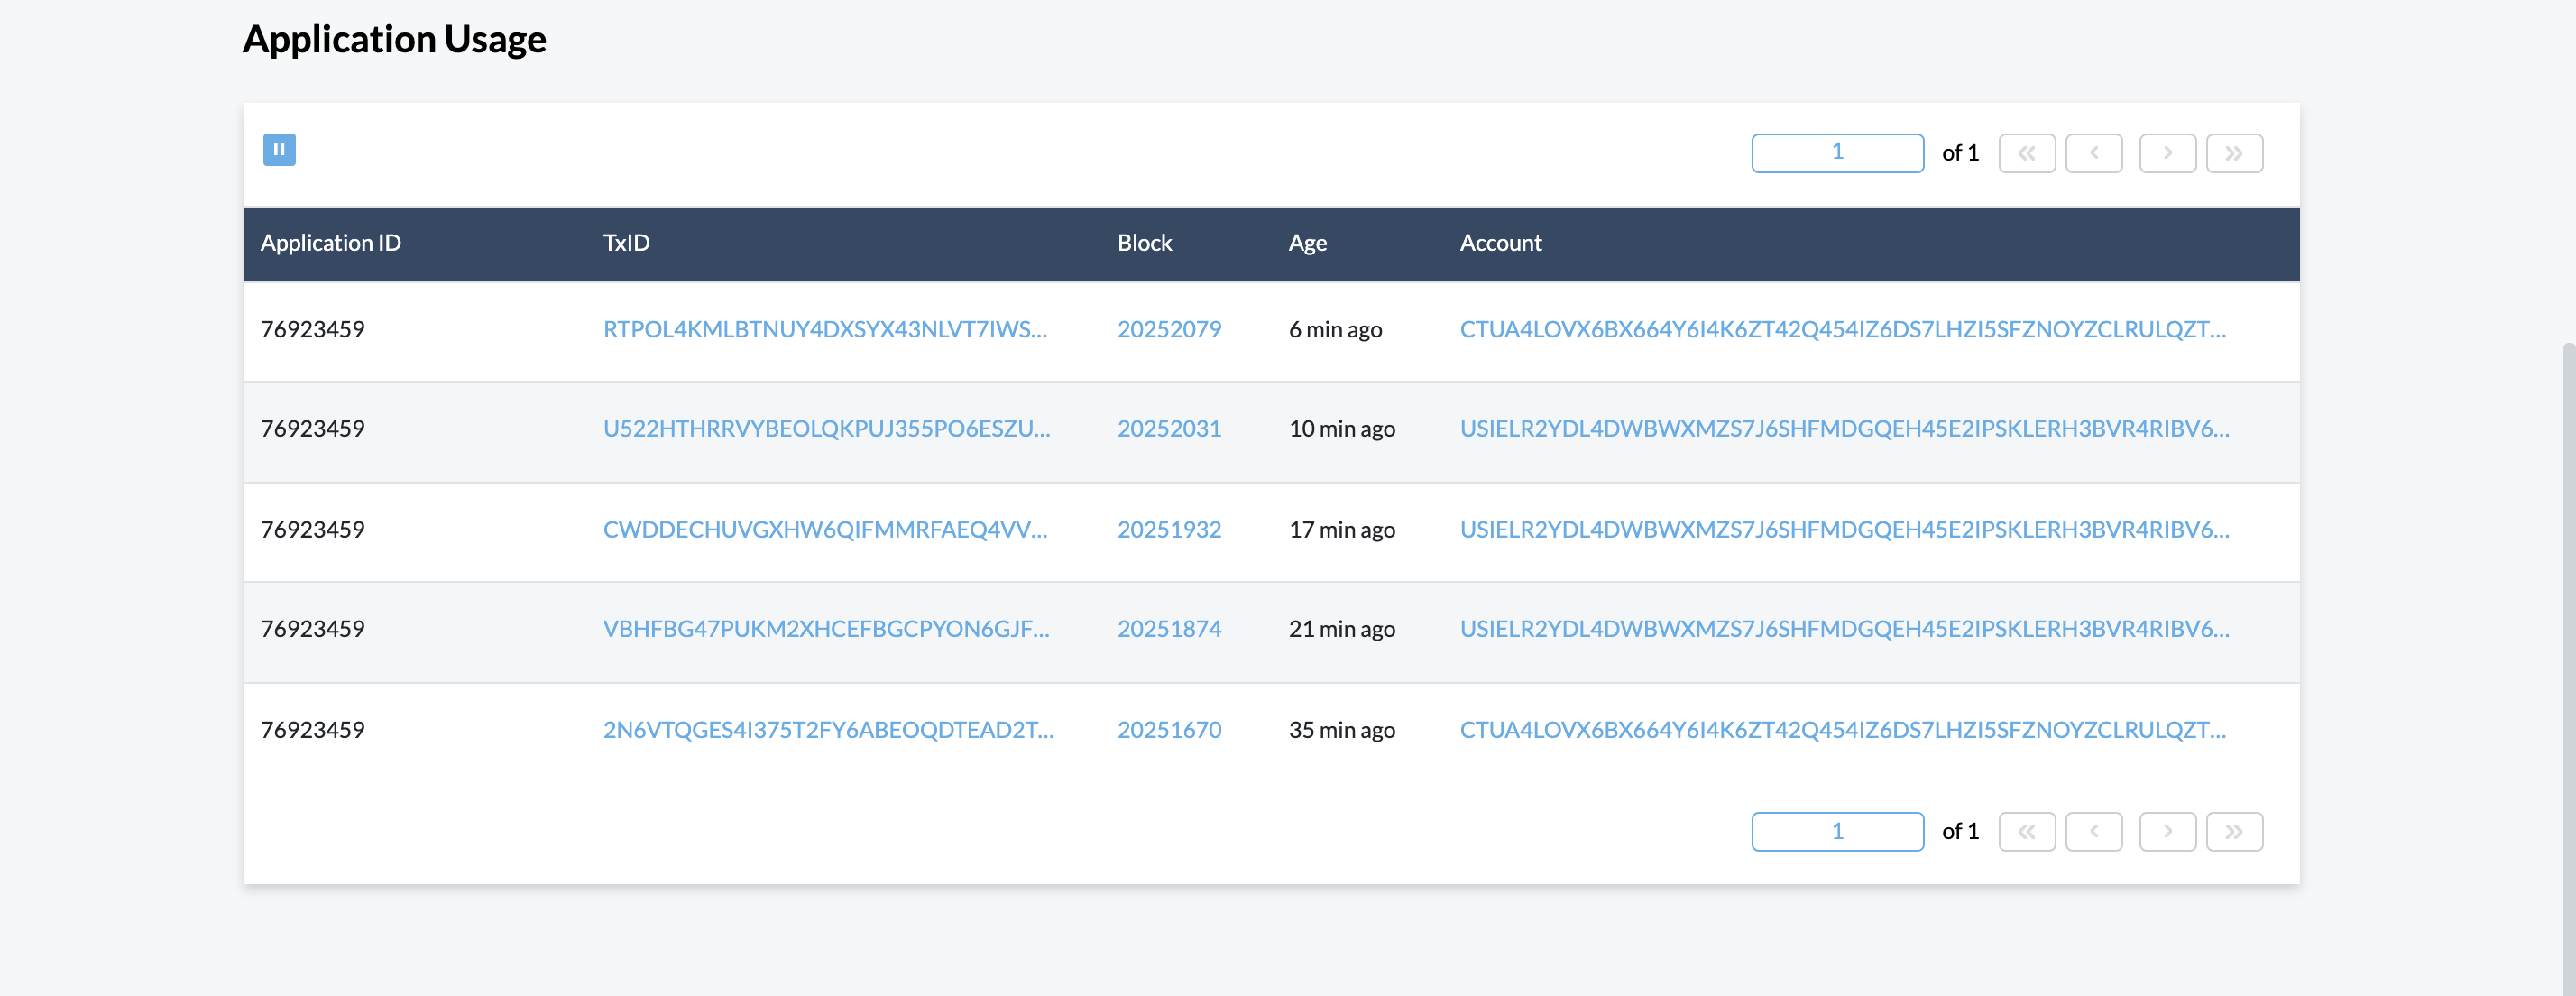 Application Usage
1 of 1
Application ID TxID Block Age Account
76923459 RTPOL4KMLBTNUY4DXSYX43NLVT7IWS... 20252079 6 min ago CTUA4LOVX6BX664Y6I4K6ZT42Q454IZ6DS7LHZI5SFZNOYZCLRULQZT...
76923459 U522HTHRRVYBEOLQKPUJ355PO6ESZU... 20252031 10 min ago USIELR2YDL4DWBWXMZS7J6SHFMDGQEH45E2IPSKLERH3BVR4RIBV6...
76923459 CWDDECHUVGXHW6QIFMMRFAEQ4VV... 20251932 17 min ago USIELR2YDL4DWBWXMZS7J6SHFMDGQEH45E2IPSKLERH3BVR4RIBV6...
76923459 VBHFBG47PUKM2XHCEFBGCPYON6GJF... 20251874 21 min ago USIELR2YDL4DWBWXMZS7J6SHFMDGQEH45E2IPSKLERH3BVR4RIBV6...
76923459 2N6VTQGES4I375T2FY6ABEOQDTEAD2T... 20251670 35 min ago CTUA4LOVX6BX664Y6I4K6ZT42Q454IZ6DS7LHZI5SFZNOYZCLRULQZT...
1 of 1